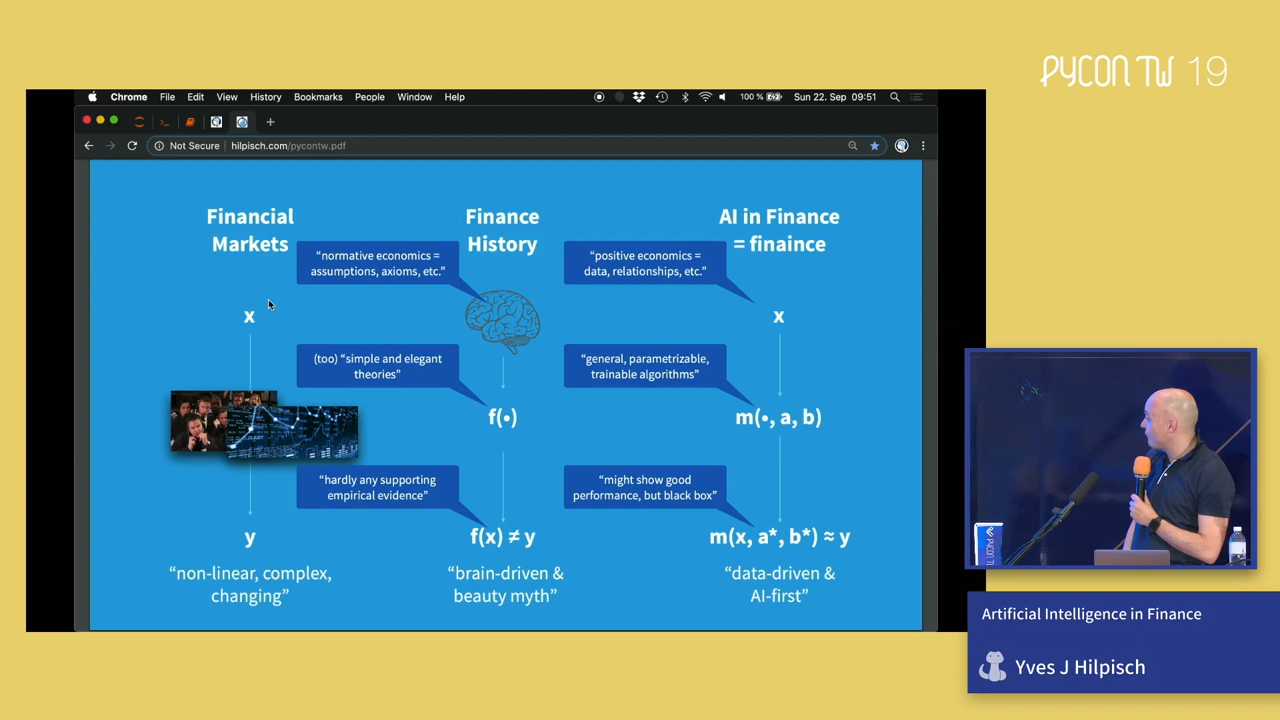 PYCON TW 19
Chrome File Edit View History Bookmarks People Window Help 100 % Sun 22. Sep 09:51
Not Secure hilpisch.com/pycontw.pdf
Financial
Markets
Finance
History
AI in Finance
= finaince
“normative economics =
assumptions, axioms, etc.”
“positive economics =
data, relationships, etc.”
x
x
(too) “simple and elegant
theories”
“general, parametrizable,
trainable algorithms”
f(•)
m(•, a, b)
“hardly any supporting
empirical evidence”
“might show good
performance, but black box”
y
f(x) ≠ y
m(x, a*, b*) ≈ y
“non-linear, complex,
changing”
“brain-driven &
beauty myth”
“data-driven &
AI-first”
PYCON TW
Artificial Intelligence in Finance
Yves J Hilpisch